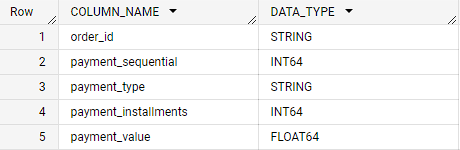 Row COLUMN_NAME DATA_TYPE
1 order_id STRING
2 payment_sequential INT64
3 payment_type STRING
4 payment_installments INT64
5 payment_value FLOAT64